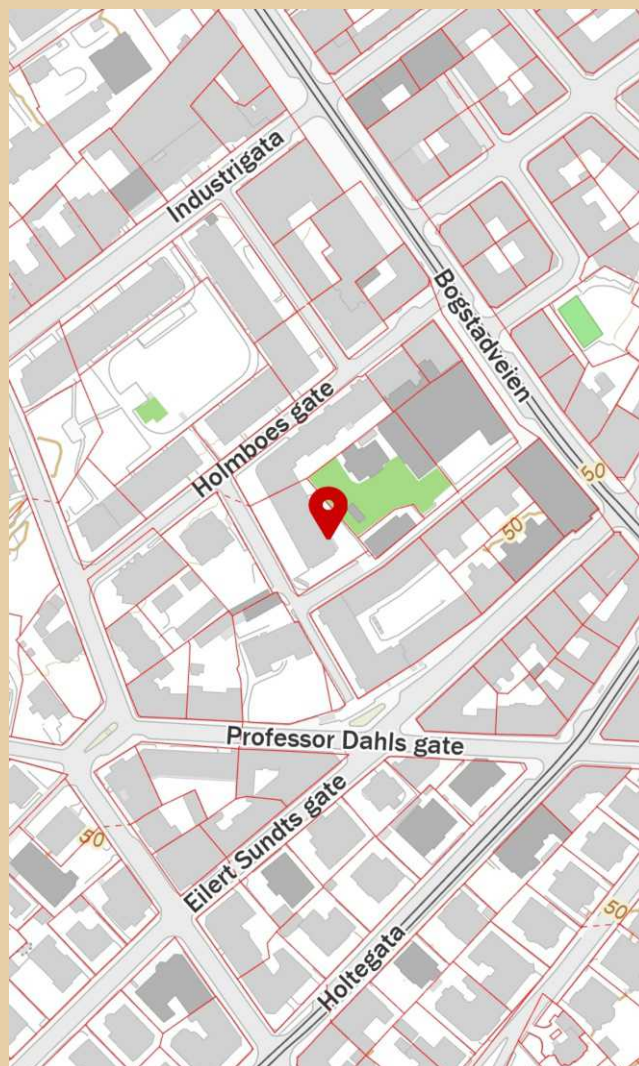 Industrigata
Bogstadveien
Holmboes gate
50
50
Professor Dahls gate
Eilert Sundts gate
50
50
Holtegata